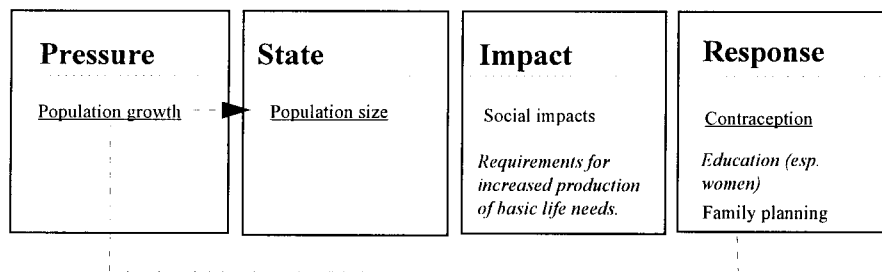 Pressure
Population growth
State
Population size
Impact
Social impacts
Requirements for
increased production
of basic life needs.
Response
Contraception
Education (esp.
women)
Family planning